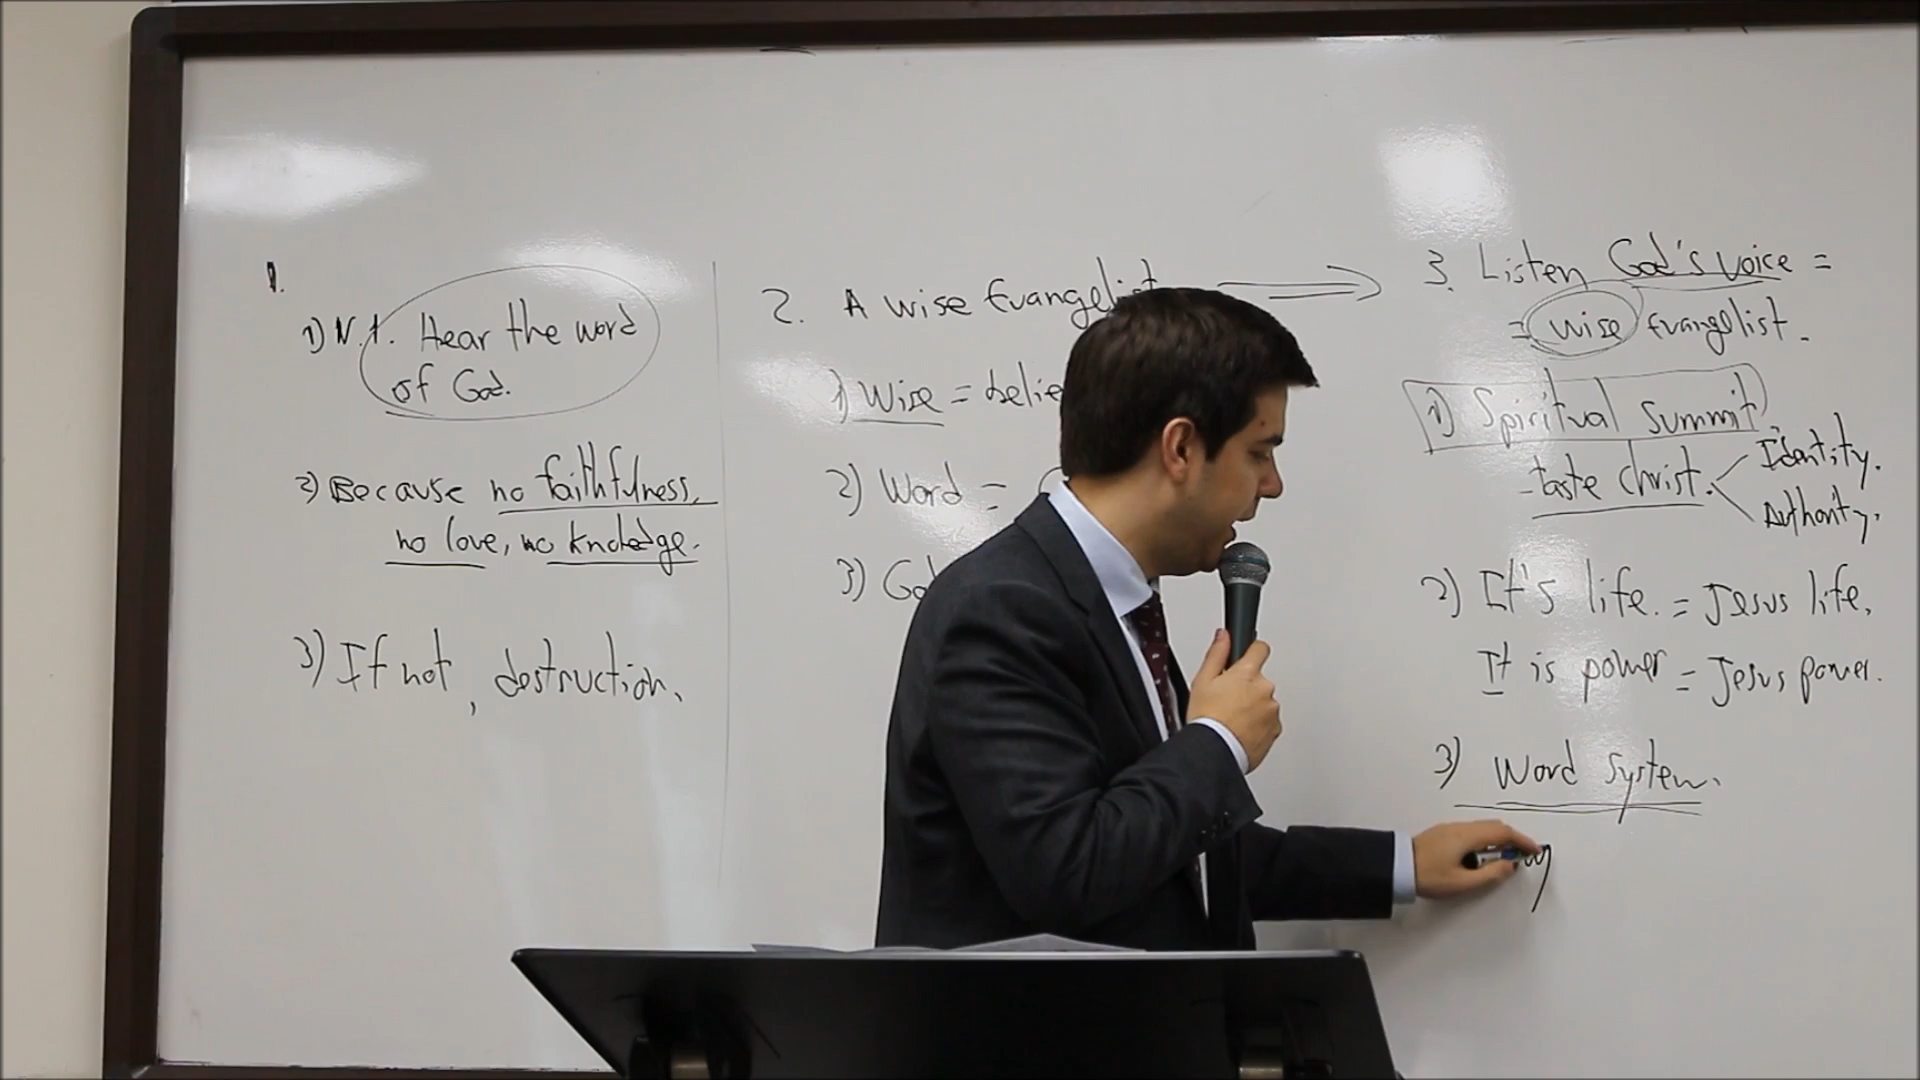 1.
1) N.1. Hear the word
of God.
2) Because no faithfulness,
no love, no knoledge.
3) If not, destruction.
2. A wise Evangelist
1) Wise = belie
2) Word =
3) God
3. Listen God's voice =
= wise Evangelist.
1) Spiritual summit
- taste christ.
Identity.
Authority.
2) It's life. = Jesus life.
It is power = Jesus power.
3) Word system.